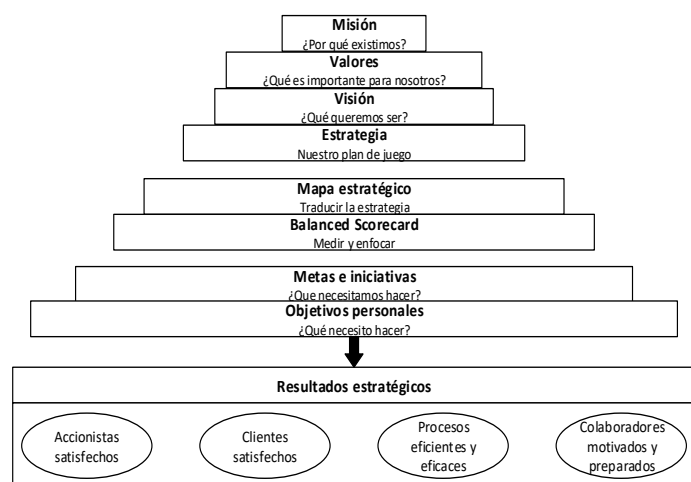 Misión
¿Por qué existimos?
Valores
¿Qué es importante para nosotros?
Visión
¿Qué queremos ser?
Estrategia
Nuestro plan de juego
Mapa estratégico
Traducir la estrategia
Balanced Scorecard
Medir y enfocar
Metas e iniciativas
¿Que necesitamos hacer?
Objetivos personales
¿Qué necesito hacer?
Resultados estratégicos
Accionistas
satisfechos
Clientes
satisfechos
Procesos
eficientes y
eficaces
Colaboradores
motivados y
preparados